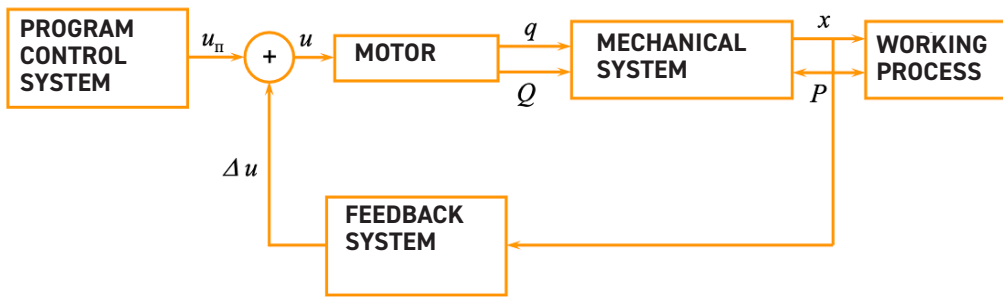 PROGRAM
CONTROL
SYSTEM
uп
+
u
MOTOR
q
Q
MECHANICAL
SYSTEM
x
P
WORKING
PROCESS
Δu
FEEDBACK
SYSTEM